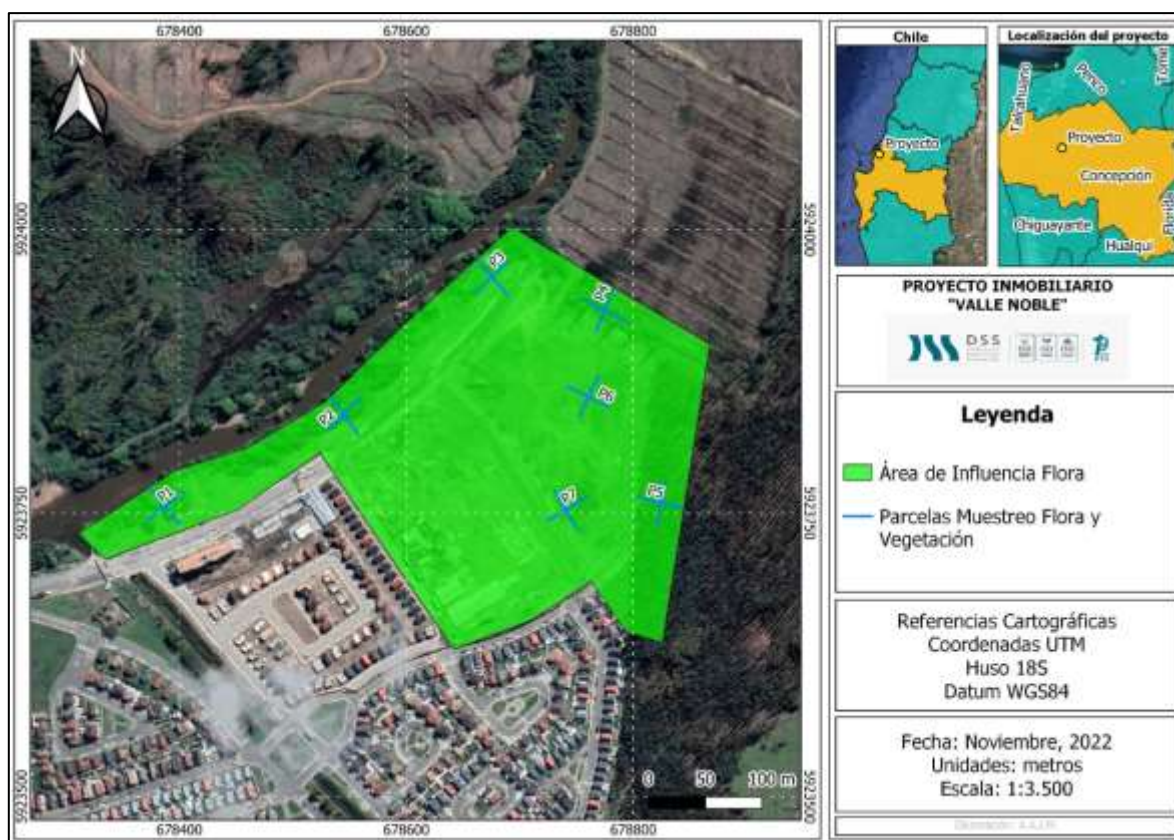 678400
678600
678800
N
5924000
5924000
5923750
5923750
5923500
5923500
P3
P4
P2
P6
P1
P7
P5
0 50 100 m
678400
678600
678800
Chile
Proyecto
Localización del proyecto
Talcahuano
Penco
Tomé
Proyecto
Concepción
Chiguayante
Hualqui
Florida
PROYECTO INMOBILIARIO
"VALLE NOBLE"
DSS
Leyenda
Área de Influencia Flora
Parcelas Muestreo Flora y
Vegetación
Referencias Cartográficas
Coordenadas UTM
Huso 18S
Datum WGS84
Fecha: Noviembre, 2022
Unidades: metros
Escala: 1:3.500